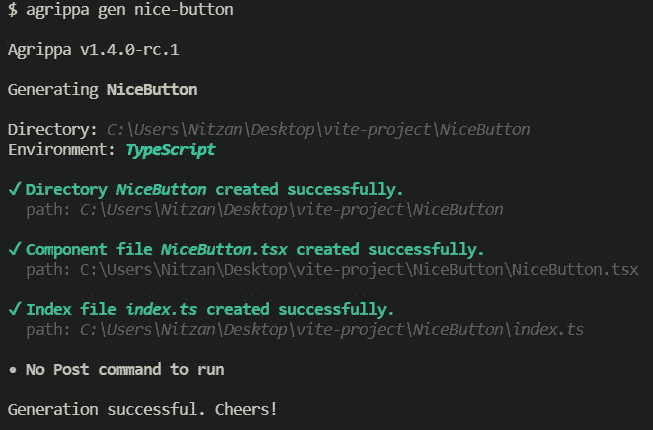 $ agrippa gen nice-button
Agrippa v1.4.0-rc.1
Generating NiceButton
Directory: C:\Users\Nitzan\Desktop\vite-project\NiceButton
Environment: TypeScript
✓ Directory NiceButton created successfully.
path: C:\Users\Nitzan\Desktop\vite-project\NiceButton
✓ Component file NiceButton.tsx created successfully.
path: C:\Users\Nitzan\Desktop\vite-project\NiceButton\NiceButton.tsx
✓ Index file index.ts created successfully.
path: C:\Users\Nitzan\Desktop\vite-project\NiceButton\index.ts
• No Post command to run
Generation successful. Cheers!